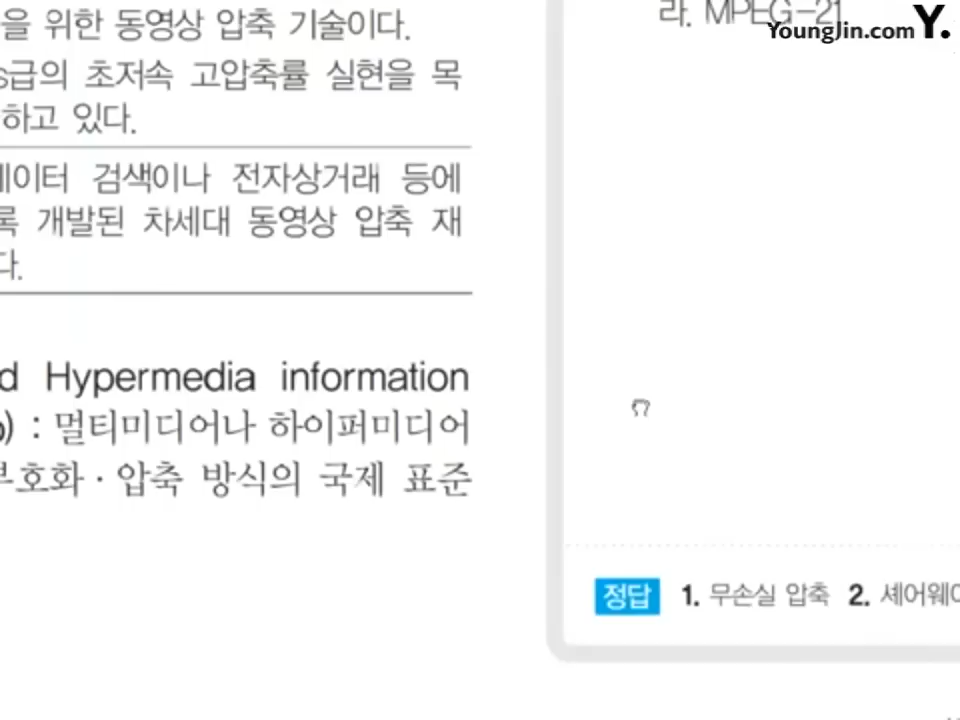 을 위한 동영상 압축 기술이다.
급의 초저속 고압축률 실현을 목
하고 있다.
검색이나 전자상거래 등에
록 개발된 차세대 동영상 압축 재
다.
d Hypermedia information
) : 멀티미디어나 하이퍼미디어
부호화 · 압축 방식의 국제 표준
라. MPEG-21
YoungJin.com Y.
정답 1. 무손실 압축 2. 셰어웨